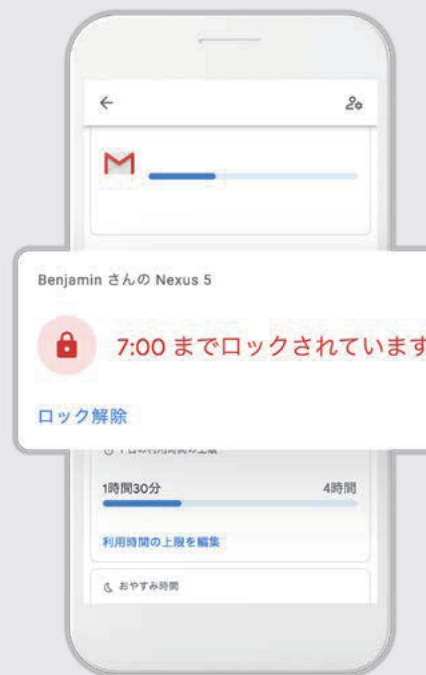 Benjamin さんの Nexus 5
7:00 までロックされています
ロック解除
1時間30分
4時間
利用時間の上限を編集
おやすみ時間